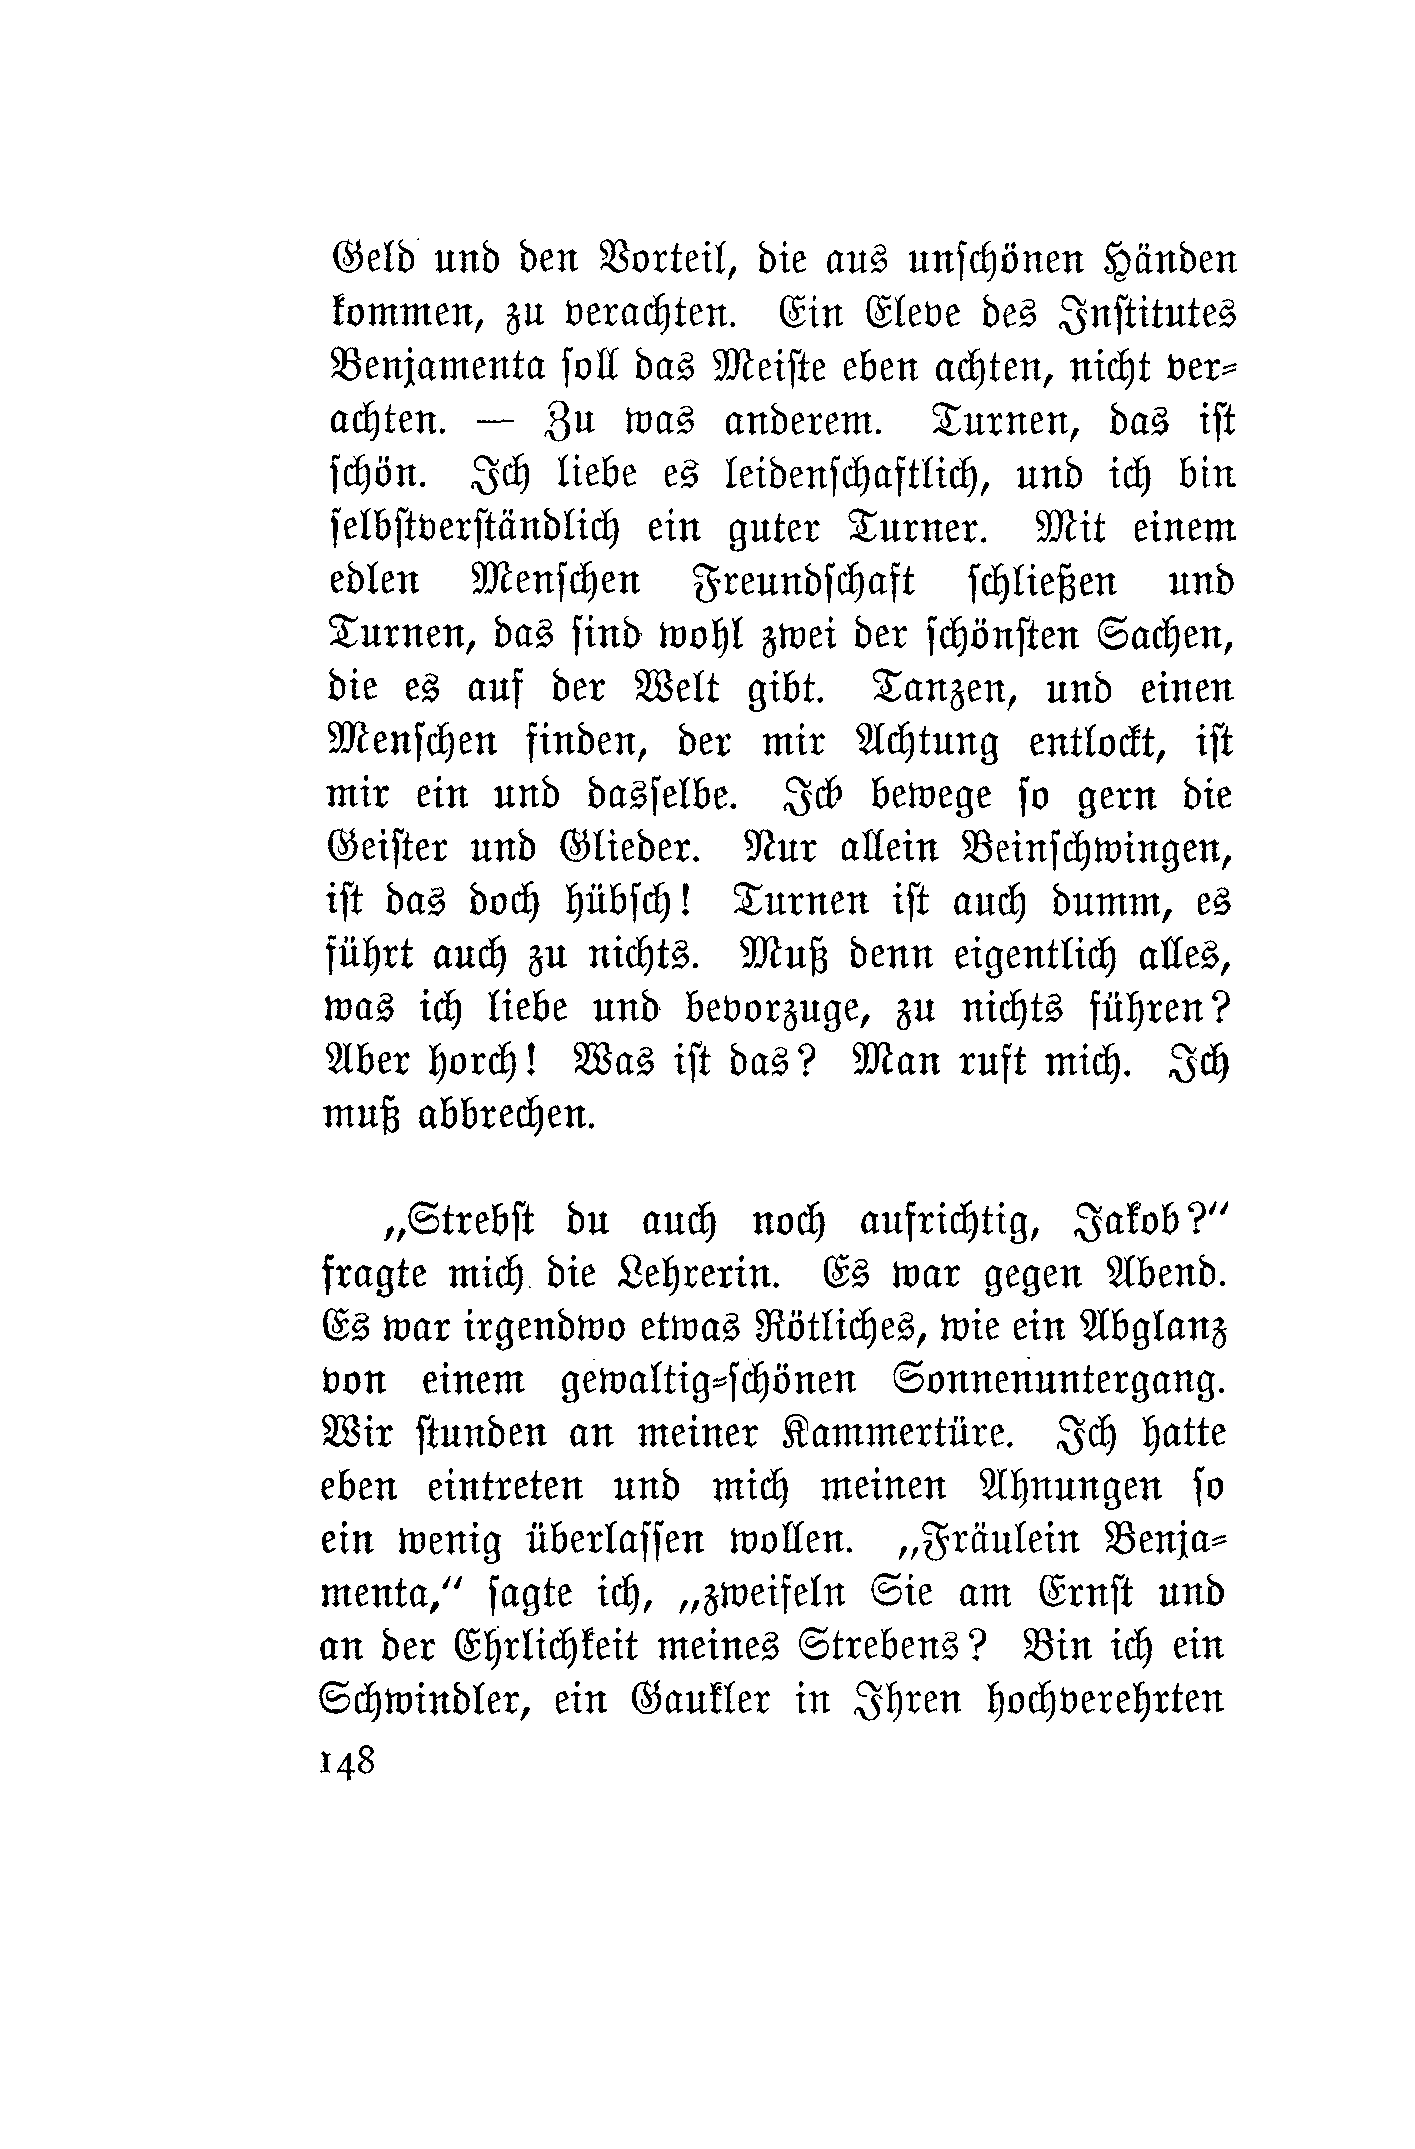 Geld und den Vorteil, die aus unschönen Händen
kommen, zu verachten. Ein Eleve des Institutes
Benjamenta soll das Meiste eben achten, nicht ver-
achten. — Zu was anderem. Turnen, das ist
schön. Ich liebe es leidenschaftlich, und ich bin
selbstverständlich ein guter Turner. Mit einem
edlen Menschen Freundschaft schließen und
Turnen, das sind wohl zwei der schönsten Sachen,
die es auf der Welt gibt. Tanzen, und einen
Menschen finden, der mir Achtung entlockt, ist
mir ein und dasselbe. Ich bewege so gern die
Geister und Glieder. Nur allein Beinschwingen,
ist das doch hübsch! Turnen ist auch dumm, es
führt auch zu nichts. Muß denn eigentlich alles,
was ich liebe und bevorzuge, zu nichts führen?
Aber horch! Was ist das? Man ruft mich. Ich
muß abbrechen.
„Strebst du auch noch aufrichtig, Jakob?“
fragte mich die Lehrerin. Es war gegen Abend.
Es war irgendwo etwas Rötliches, wie ein Abglanz
von einem gewaltig-schönen Sonnenuntergang.
Wir stunden an meiner Kammertüre. Ich hatte
eben eintreten und mich meinen Ahnungen so
ein wenig überlassen wollen. „Fräulein Benja-
menta,“ sagte ich, „zweifeln Sie am Ernst und
an der Ehrlichkeit meines Strebens? Bin ich ein
Schwindler, ein Gaukler in Ihren hochverehrten
148